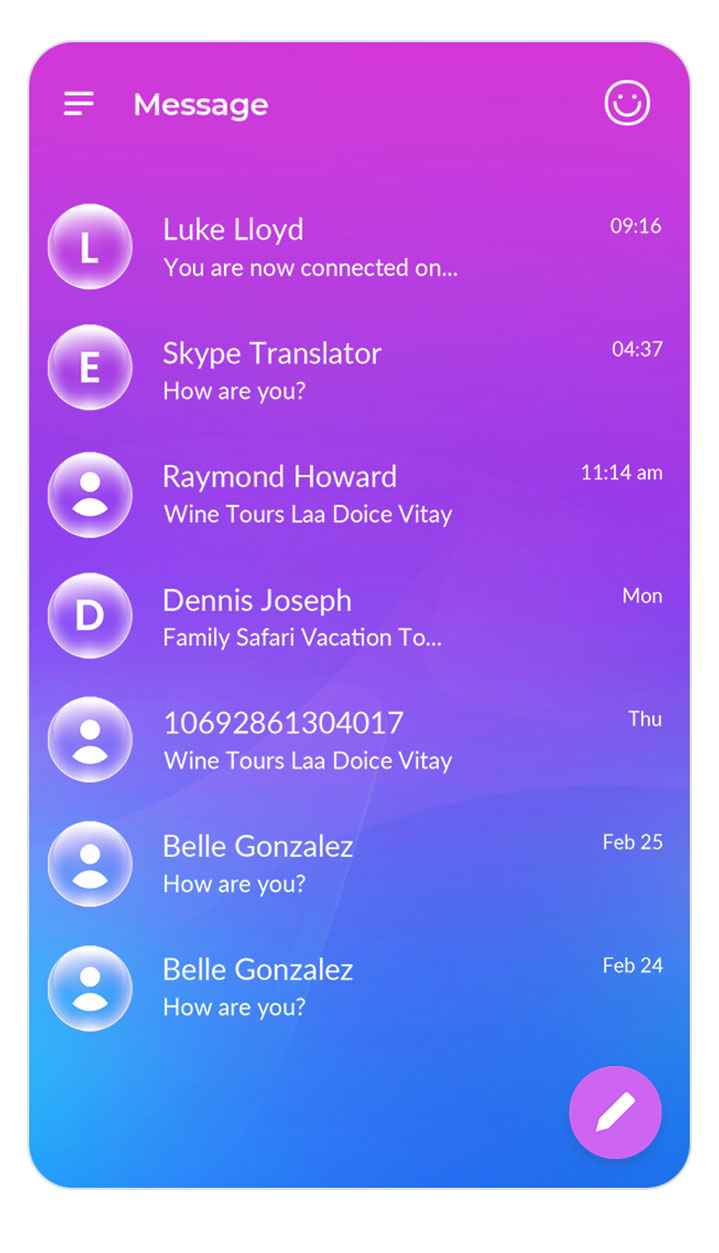 Message
L
Luke Lloyd
09:16
You are now connected on...
E
Skype Translator
04:37
How are you?
Raymond Howard
11:14 am
Wine Tours Laa Doice Vitay
D
Dennis Joseph
Mon
Family Safari Vacation To...
10692861304017
Thu
Wine Tours Laa Doice Vitay
Belle Gonzalez
Feb 25
How are you?
Belle Gonzalez
Feb 24
How are you?